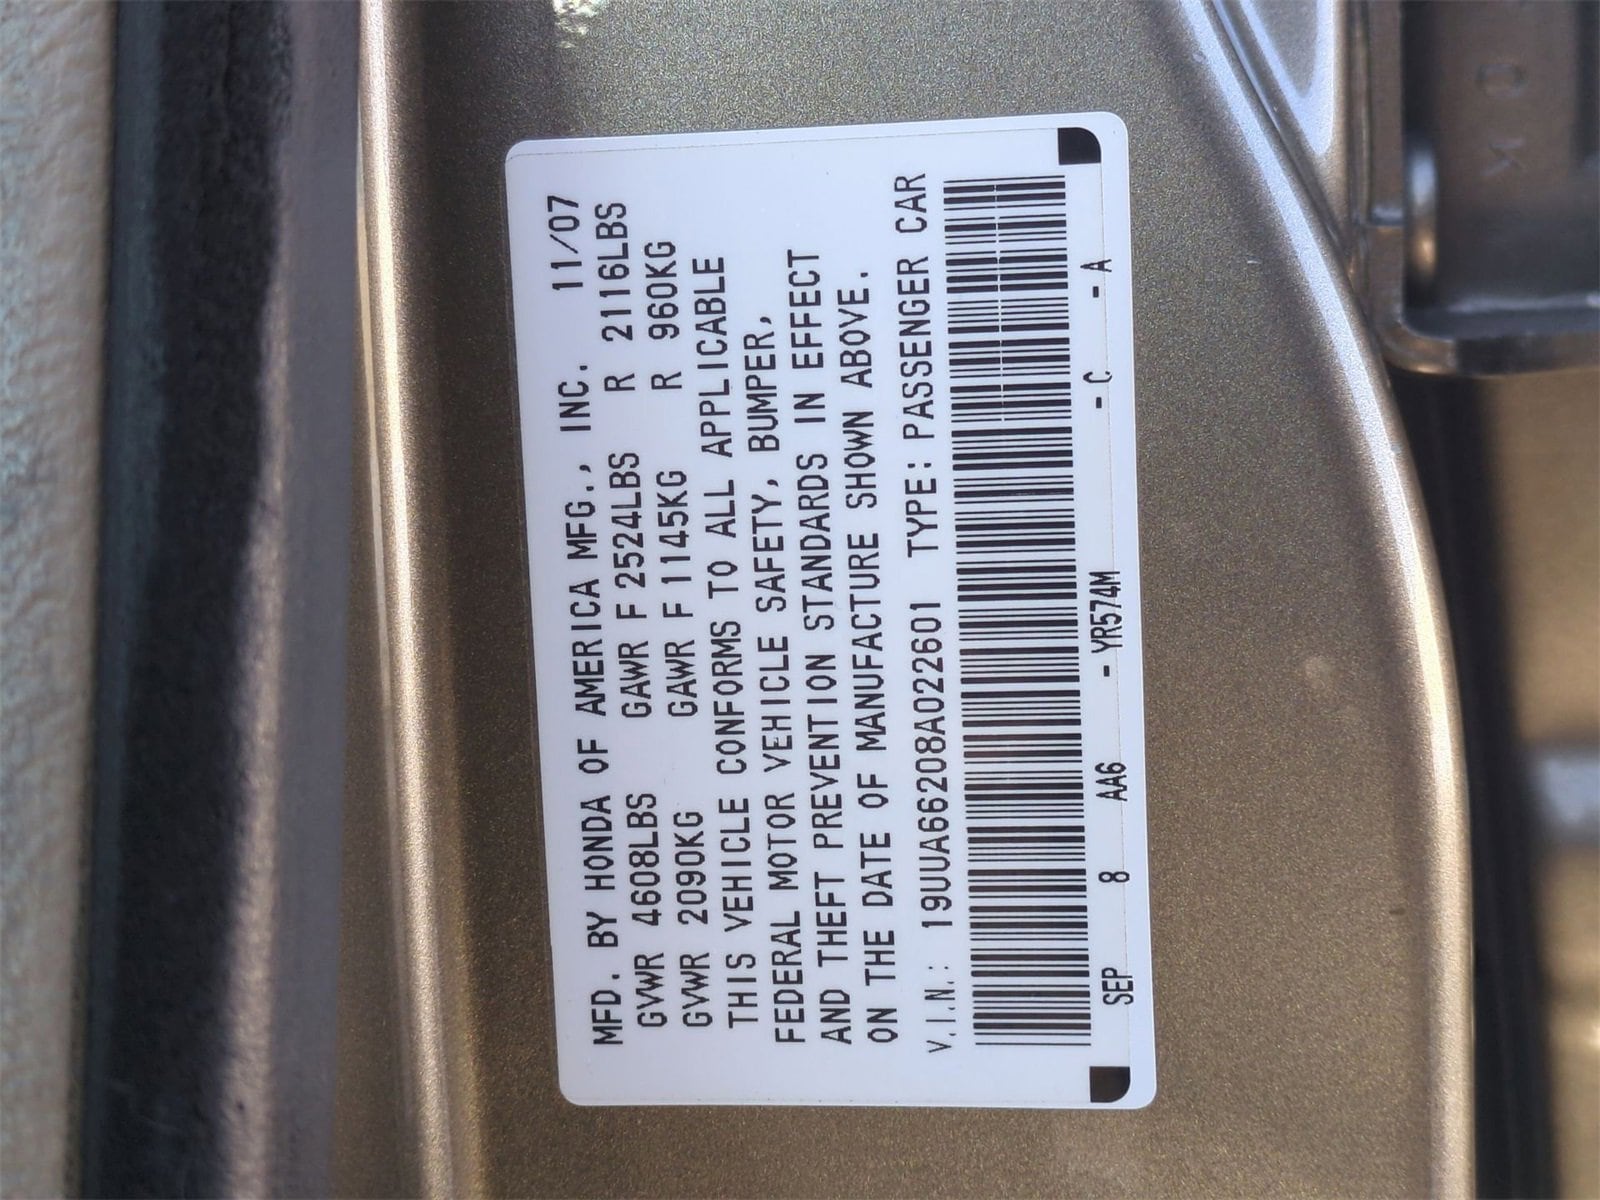 MFD. BY HONDA OF AMERICA MFG., INC. 11/07
GVWR 4608LBS GAWR F 2524LBS R 2116LBS
GVWR 2090KG GAWR F 1145KG R 960KG
THIS VEHICLE CONFORMS TO ALL APPLICABLE
FEDERAL MOTOR VEHICLE SAFETY, BUMPER,
AND THEFT PREVENTION STANDARDS IN EFFECT
ON THE DATE OF MANUFACTURE SHOWN ABOVE.
V.I.N.: 19UUA66208A022601 TYPE: PASSENGER CAR
SEP 8 AA6 - YR574M - C - A
OK